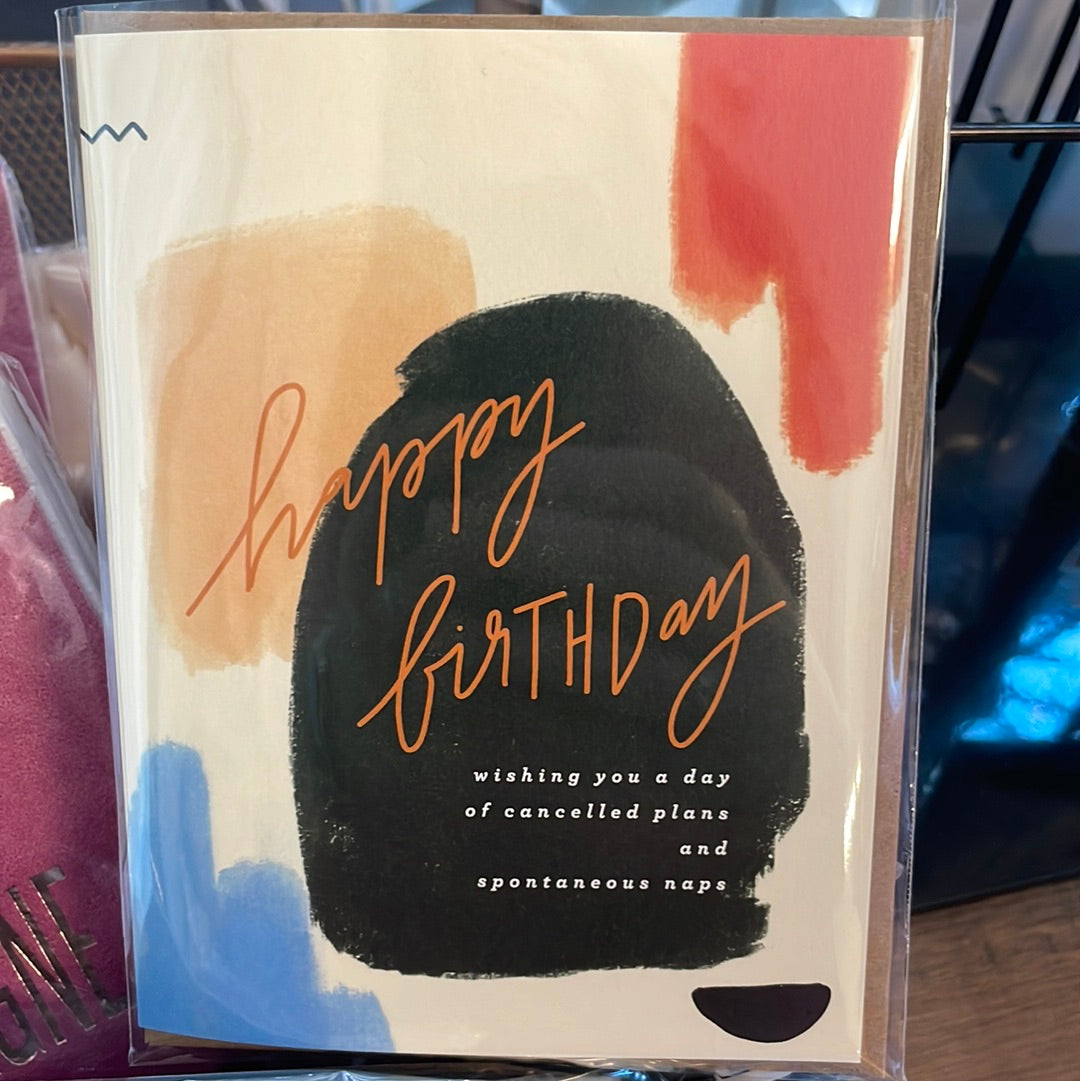 happy
birTHDay
wishing you a day
of cancelled plans
and
spontaneous naps